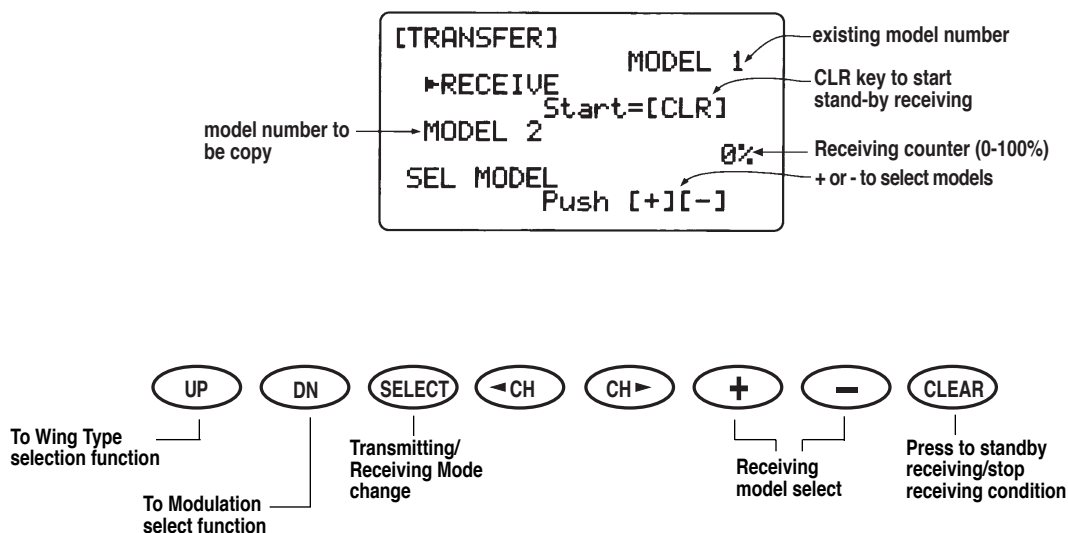 [TRANSFER]
MODEL 1
existing model number
►RECEIVE
Start=[CLR]
CLR key to start
stand-by receiving
model number to
be copy
MODEL 2
0%
Receiving counter (0-100%)
SEL MODEL
Push [+][-]
+ or - to select models
UP
DN
SELECT
◄CH
CH►
+
−
CLEAR
To Wing Type
selection function
To Modulation
select function
Transmitting/
Receiving Mode
change
Receiving
model select
Press to standby
receiving/stop
receiving condition